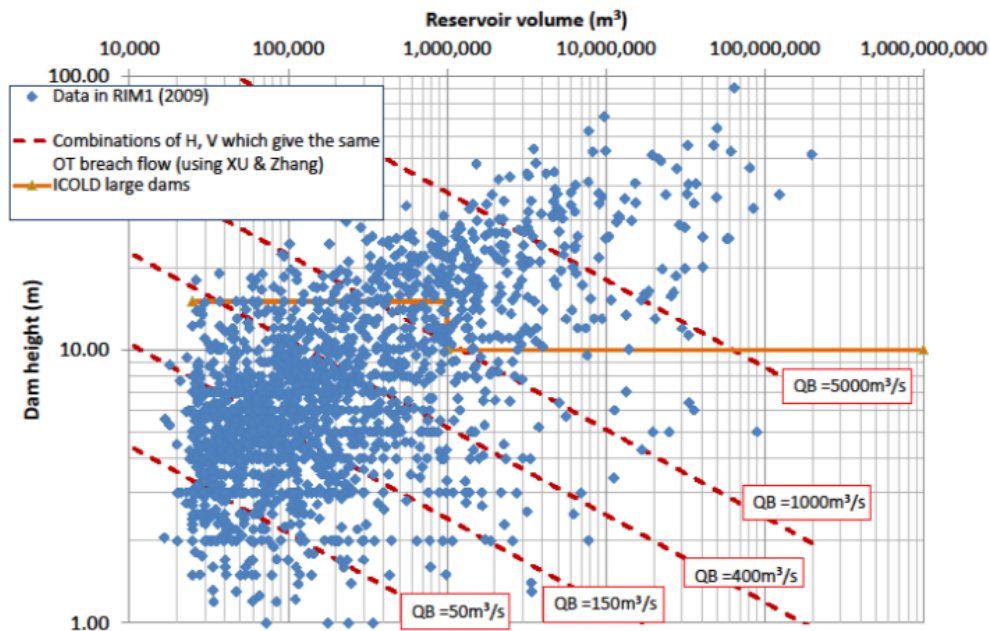 Reservoir volume (m³)
10,000 100,000 1,000,000 10,000,000 100,000,000 1,000,000,000
100.00
Data in RIM1 (2009)
Combinations of H, V which give the same
OT breach flow (using XU & Zhang)
ICOLD large dams
Dam height (m)
10.00
QB =5000m³/s
QB =1000m³/s
QB =400m³/s
QB =150m³/s
QB =50m³/s
1.00